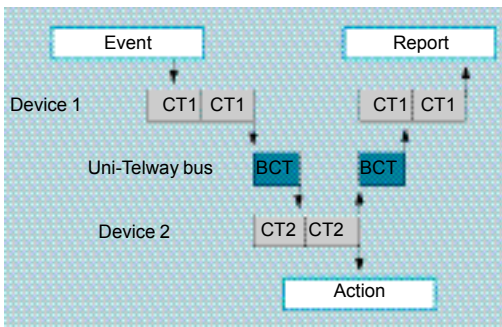 Event Report
Device 1 CT1 CT1 CT1 CT1
Uni-Telway bus BCT BCT
Device 2 CT2 CT2
Action